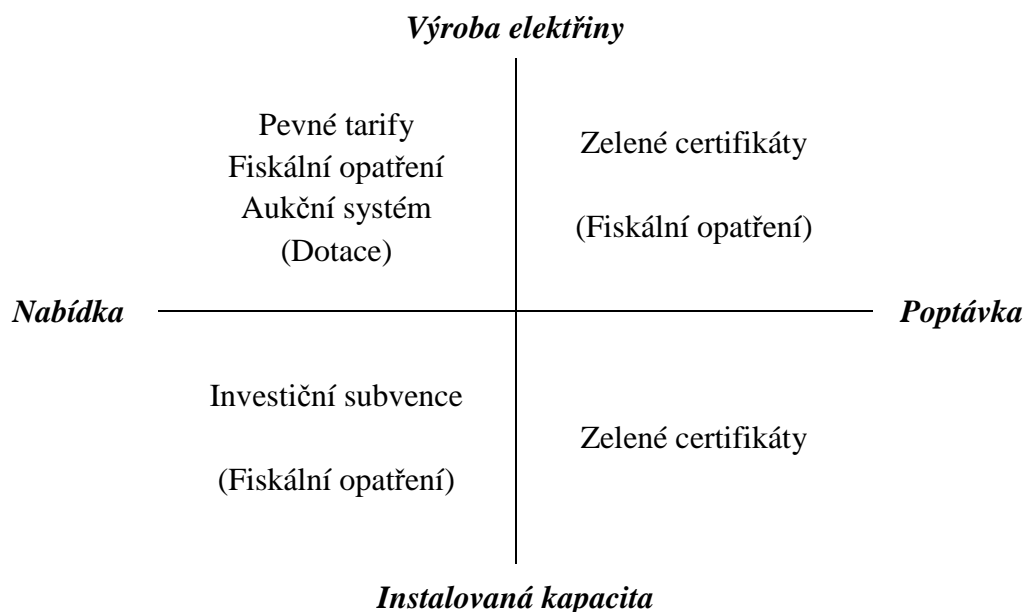 Výroba elektřiny
Pevné tarify
Fiskální opatření
Aukční systém
(Dotace)
Zelené certifikáty
(Fiskální opatření)
Nabídka
Poptávka
Investiční subvence
(Fiskální opatření)
Zelené certifikáty
Instalovaná kapacita